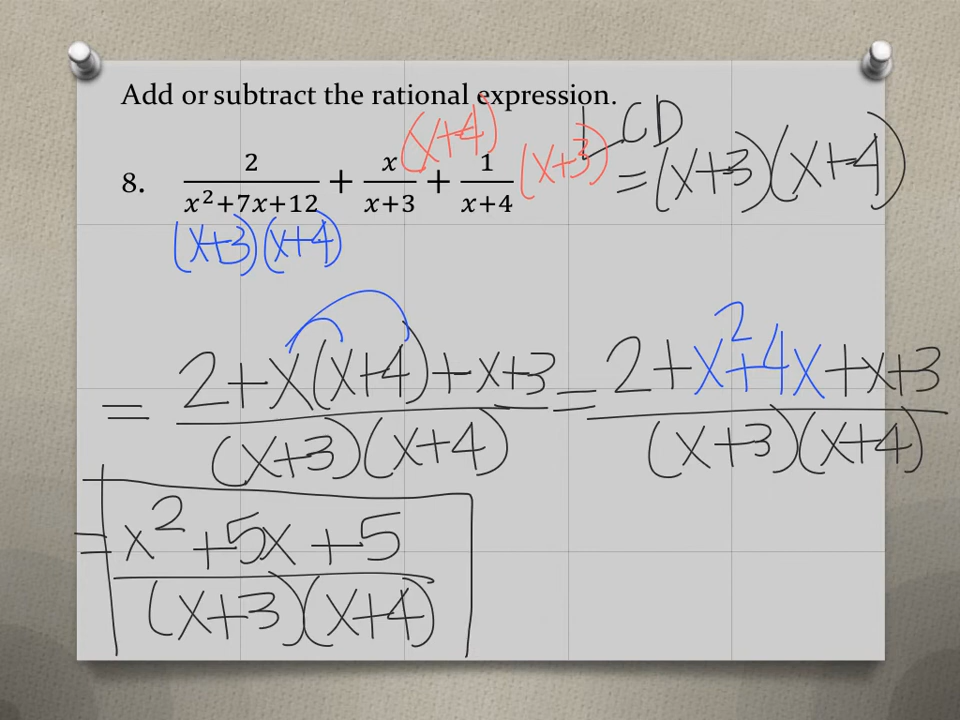 Add or subtract the rational expression.
LCD
= (x+3)(x+4)
8. 2/(x²+7x+12) + x/(x+3) (x+4) + 1/(x+4) (x+3)
(x+3)(x+4)
= (2+x(x+4)+x+3)/((x+3)(x+4)) = (2+x²+4x+x+3)/((x+3)(x+4))
= (x²+5x+5)/((x+3)(x+4))